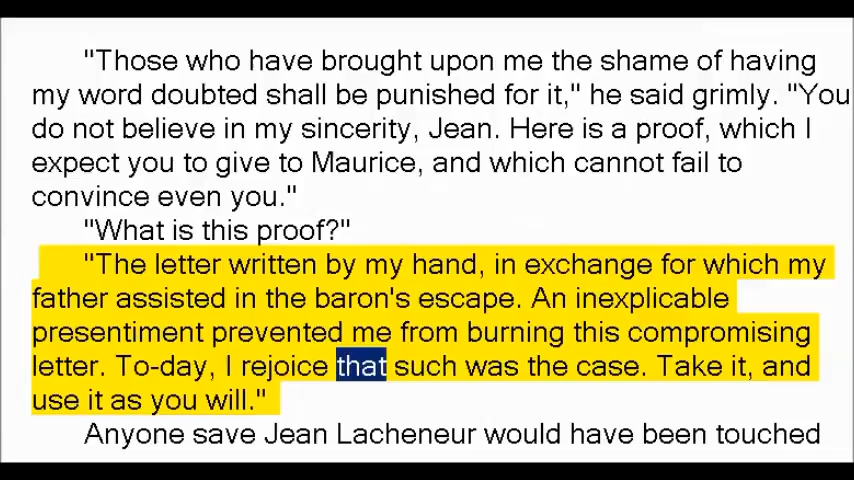 "Those who have brought upon me the shame of having
my word doubted shall be punished for it," he said grimly. "You
do not believe in my sincerity, Jean. Here is a proof, which I
expect you to give to Maurice, and which cannot fail to
convince even you."
"What is this proof?"
"The letter written by my hand, in exchange for which my
father assisted in the baron's escape. An inexplicable
presentiment prevented me from burning this compromising
letter. To-day, I rejoice that such was the case. Take it, and
use it as you will."
Anyone save Jean Lacheneur would have been touched